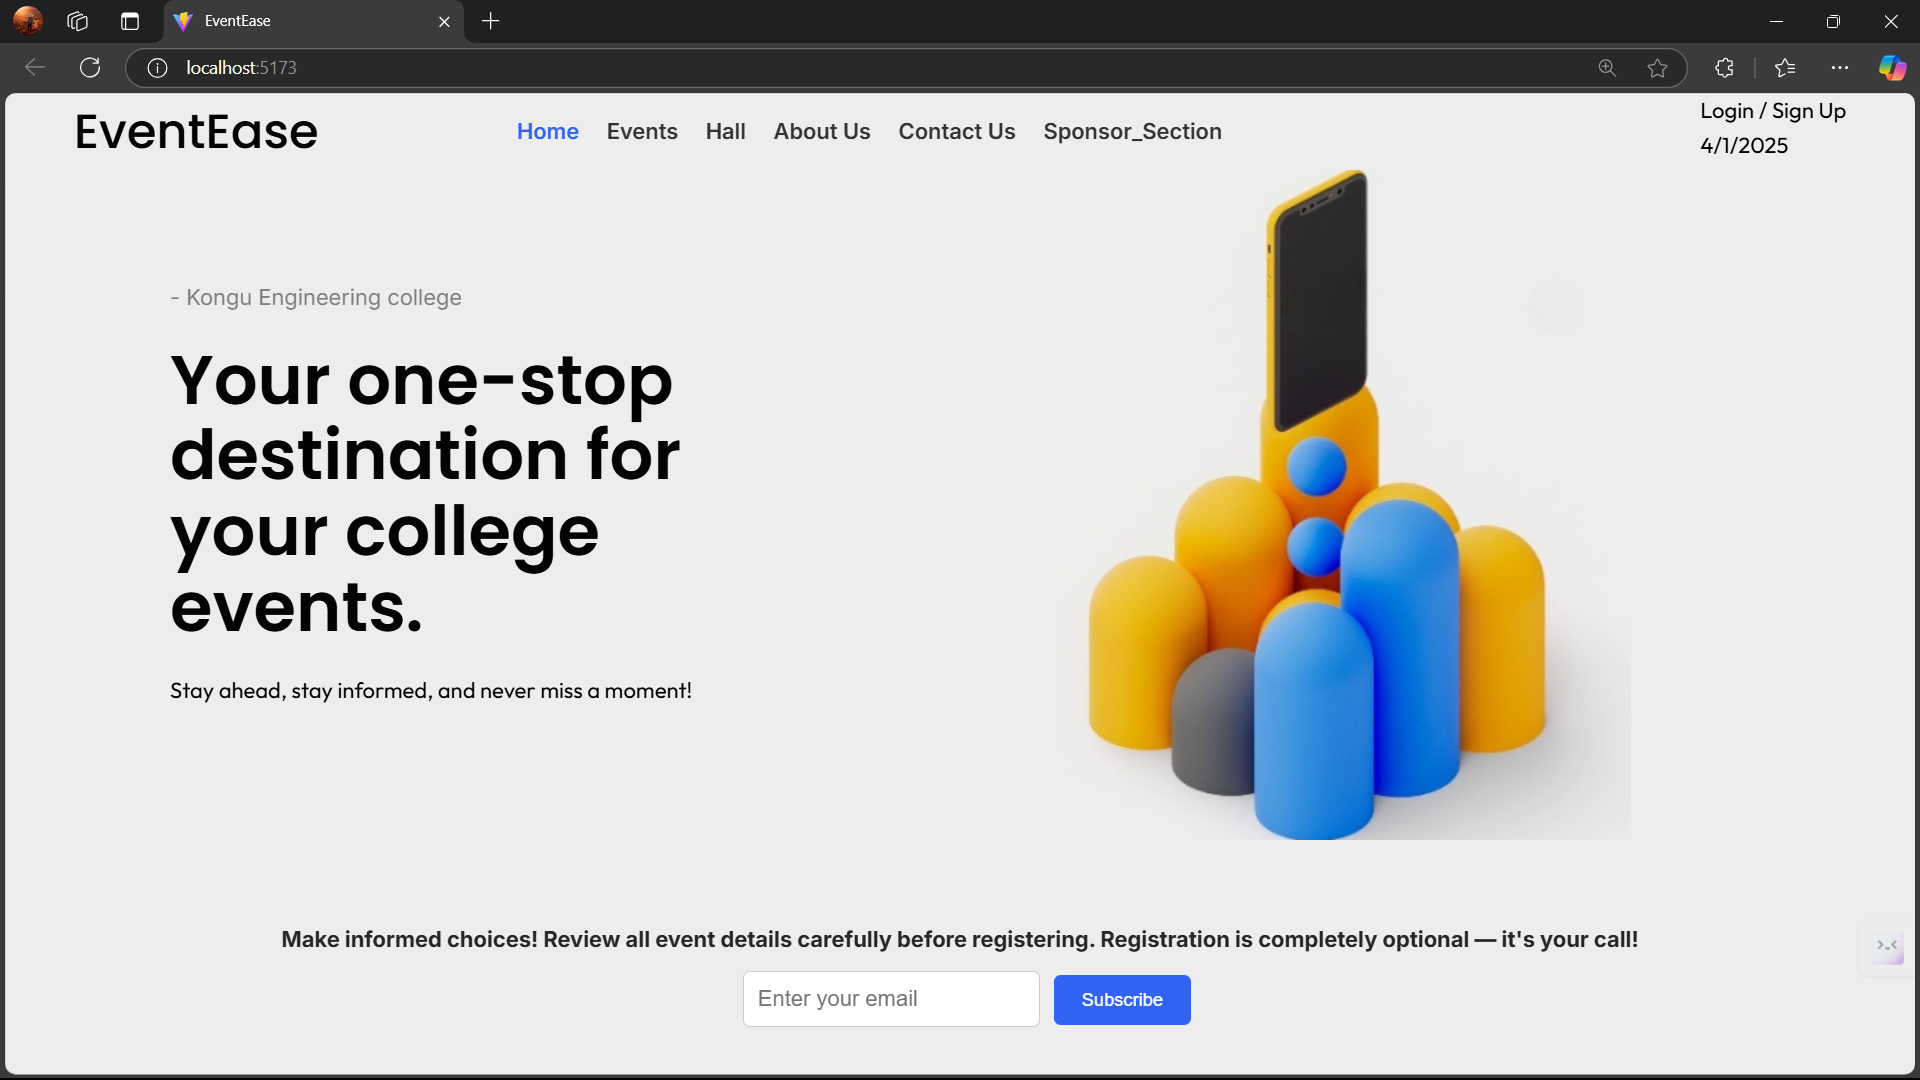 EventEase
localhost:5173
EventEase
Home Events Hall About Us Contact Us Sponsor_Section
Login / Sign Up
4/1/2025
- Kongu Engineering college
Your one-stop
destination for
your college
events.
Stay ahead, stay informed, and never miss a moment!
Make informed choices! Review all event details carefully before registering. Registration is completely optional — it's your call!
Enter your email
Subscribe